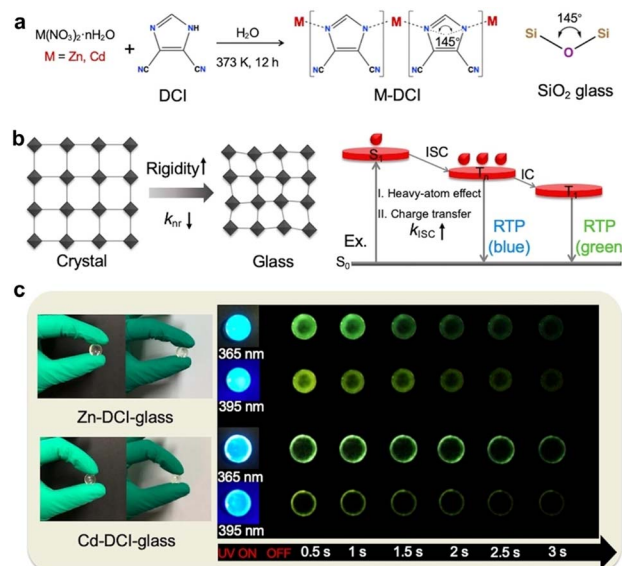 a
M(NO₃)₂·nH₂O
M = Zn, Cd
+
N
NH
NC
CN
DCI
H₂O
373 K, 12 h
M
N
N
M
N
N
M
145°
NC
CN
NC
CN
M-DCI
Si
145°
Si
O
SiO₂ glass
b
Rigidity↑
kₙᵣ↓
Crystal
Glass
S₁
ISC
Tₙ
IC
T₁
I. Heavy-atom effect
II. Charge transfer
k_ISC↑
Ex.
S₀
RTP
(blue)
RTP
(green)
c
Zn-DCI-glass
Cd-DCI-glass
365 nm
395 nm
365 nm
395 nm
UV ON OFF 0.5 s 1 s 1.5 s 2 s 2.5 s 3 s